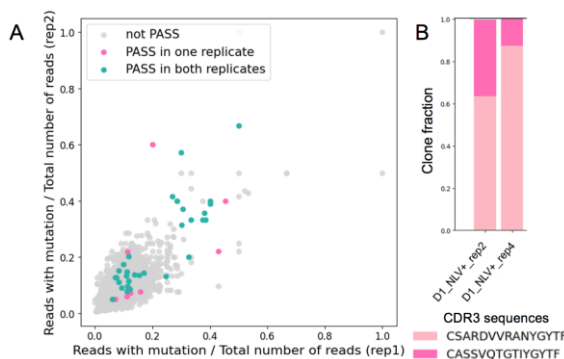 A
Reads with mutation / Total number of reads (rep2)
1.0
0.8
0.6
0.4
0.2
0.0
not PASS
PASS in one replicate
PASS in both replicates
0.0 0.2 0.4 0.6 0.8 1.0
Reads with mutation / Total number of reads (rep1)
B
Clone fraction
1.0
0.8
0.6
0.4
0.2
0.0
D1_NLV+_rep2
D1_NLV+_rep4
CDR3 sequences
CSARDVVRANYGYTF
CASSVQTGTIYGYTF